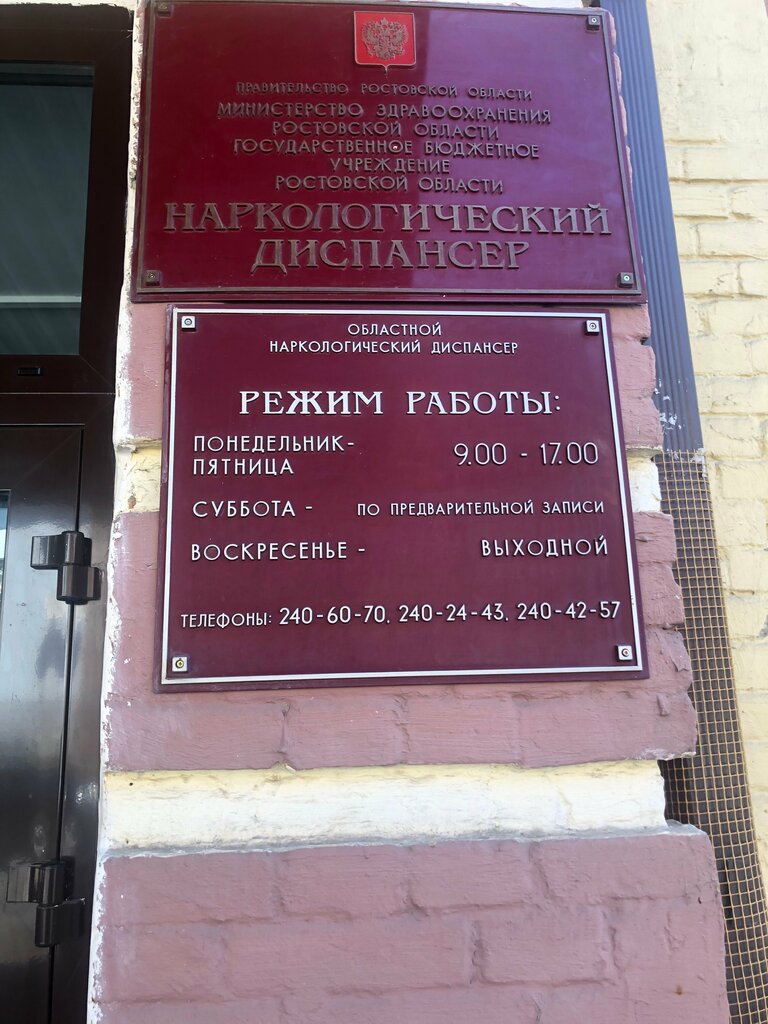 ПРАВИТЕЛЬСТВО РОСТОВСКОЙ ОБЛАСТИ
МИНИСТЕРСТВО ЗДРАВООХРАНЕНИЯ
РОСТОВСКОЙ ОБЛАСТИ
ГОСУДАРСТВЕННОЕ БЮДЖЕТНОЕ
УЧРЕЖДЕНИЕ
РОСТОВСКОЙ ОБЛАСТИ
НАРКОЛОГИЧЕСКИЙ
ДИСПАНСЕР
ОБЛАСТНОЙ
НАРКОЛОГИЧЕСКИЙ ДИСПАНСЕР
РЕЖИМ РАБОТЫ:
ПОНЕДЕЛЬНИК-
ПЯТНИЦА 9.00 - 17.00
СУББОТА - ПО ПРЕДВАРИТЕЛЬНОЙ ЗАПИСИ
ВОСКРЕСЕНЬЕ - ВЫХОДНОЙ
ТЕЛЕФОНЫ: 240-60-70, 240-24-43, 240-42-57